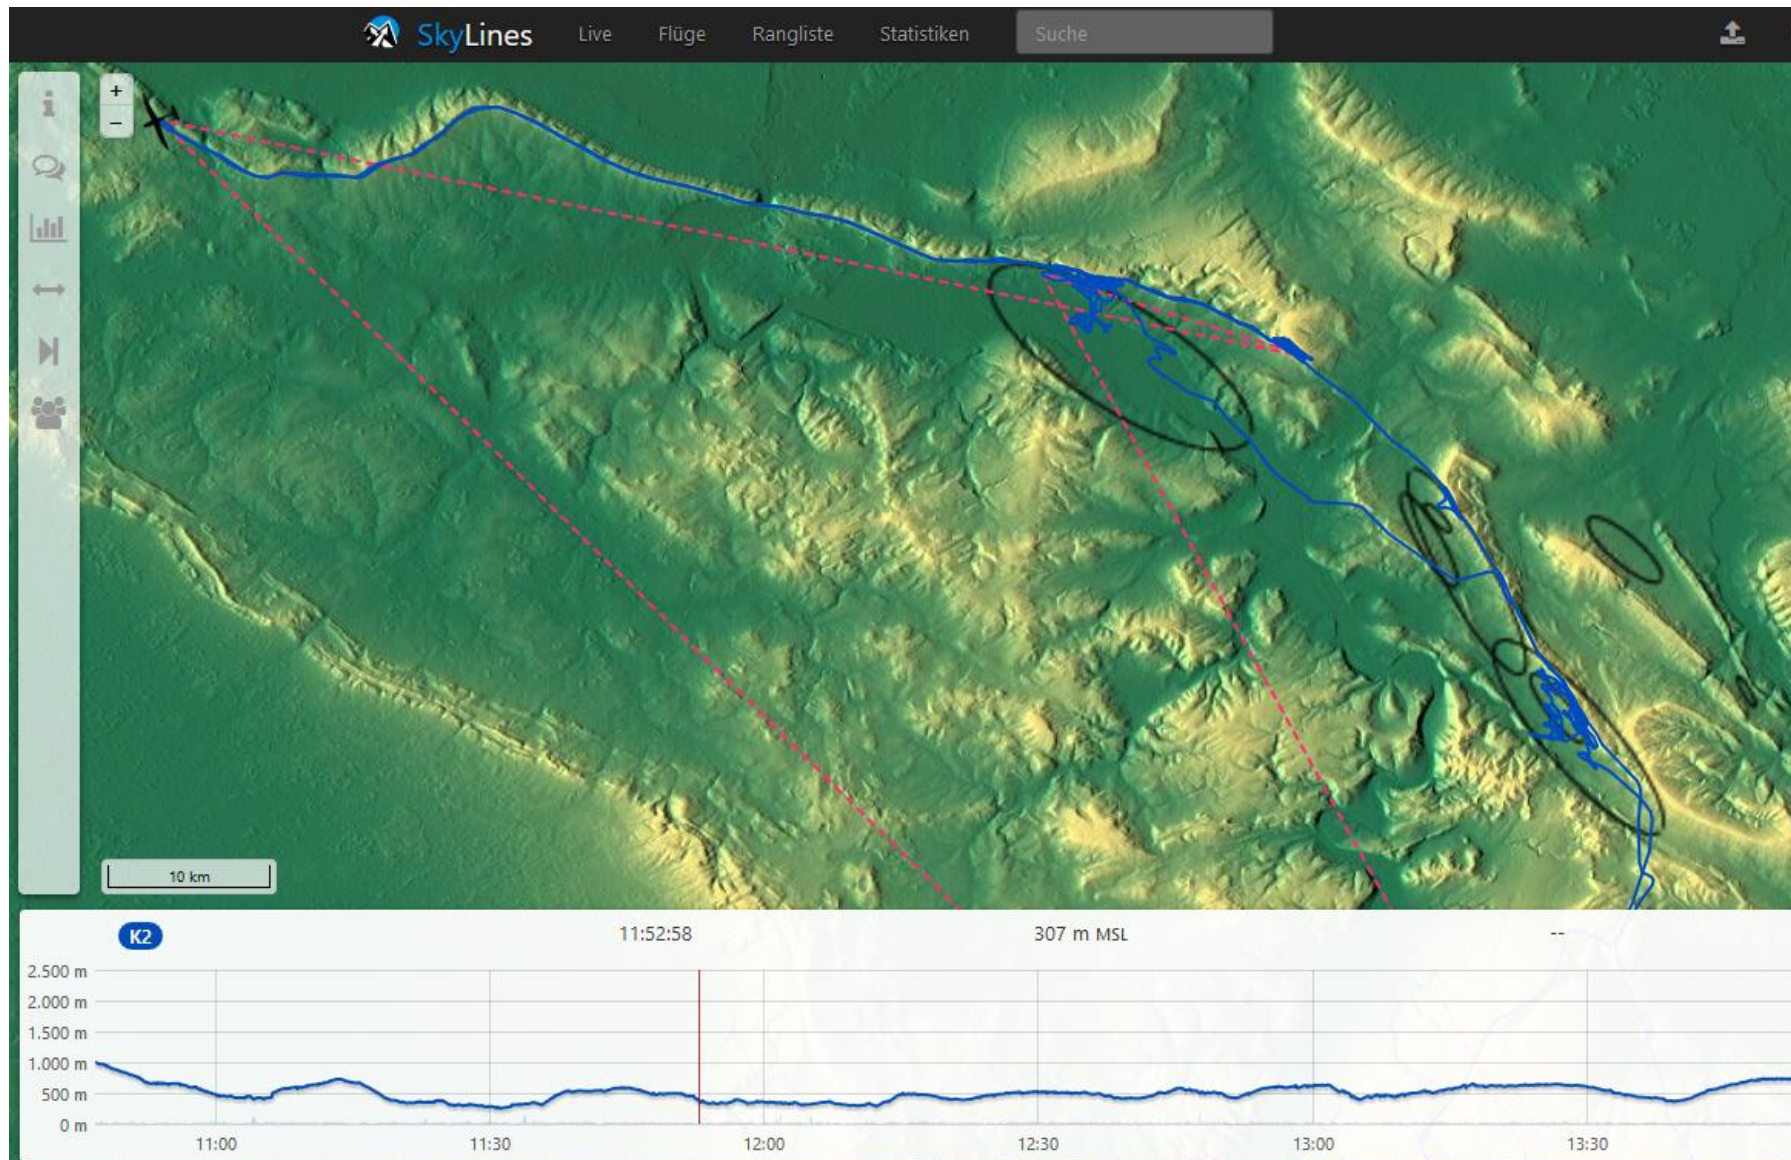 SkyLines Live Flüge Rangliste Statistiken Suche
+
−
10 km
K2 11:52:58 307 m MSL --
2.500 m
2.000 m
1.500 m
1.000 m
500 m
0 m
11:00 11:30 12:00 12:30 13:00 13:30